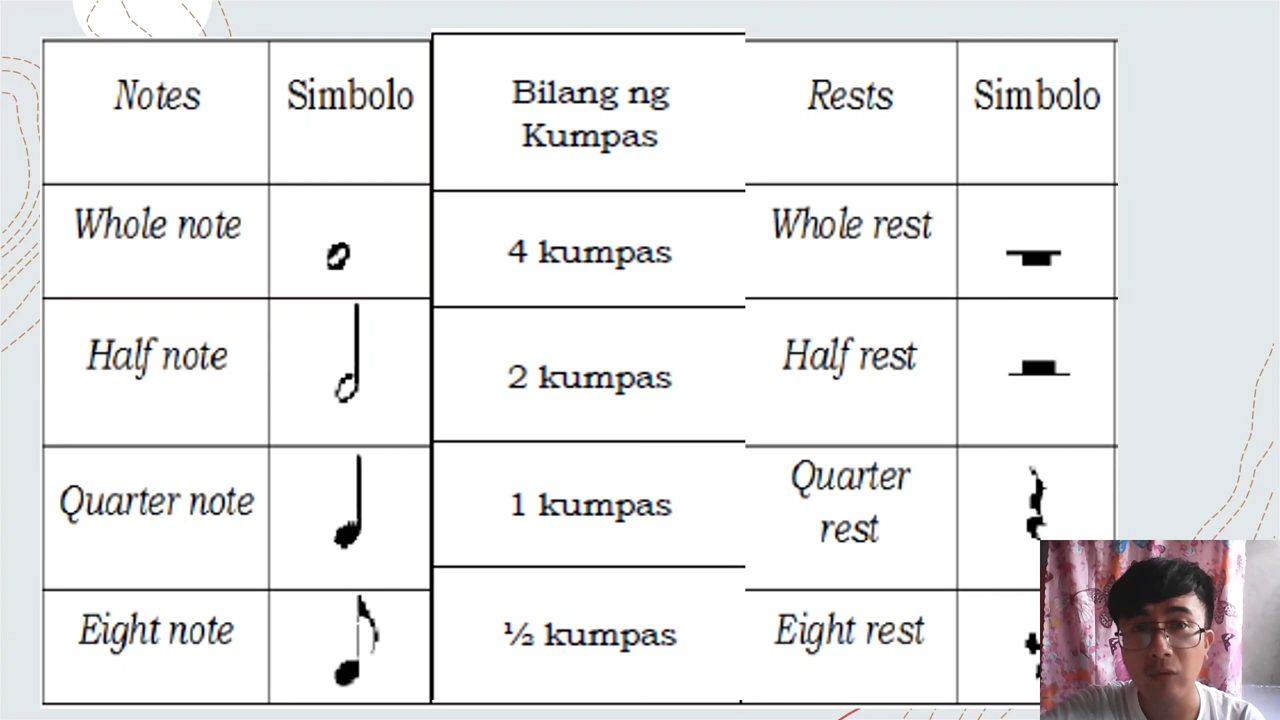 Notes Simbolo Bilang ng Kumpas Rests Simbolo
Whole note 4 kumpas Whole rest
Half note 2 kumpas Half rest
Quarter note 1 kumpas Quarter rest
Eight note ½ kumpas Eight rest